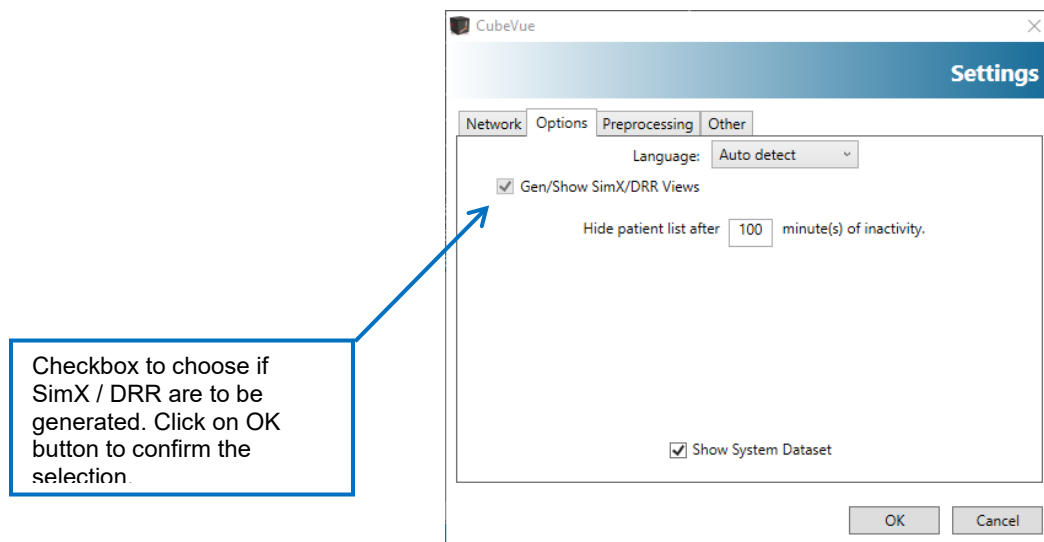 CubeVue
Settings
Network Options Preprocessing Other
Language: Auto detect
Gen/Show SimX/DRR Views
Hide patient list after 100 minute(s) of inactivity.
Checkbox to choose if
SimX / DRR are to be
generated. Click on OK
button to confirm the
selection.
Show System Dataset
OK Cancel